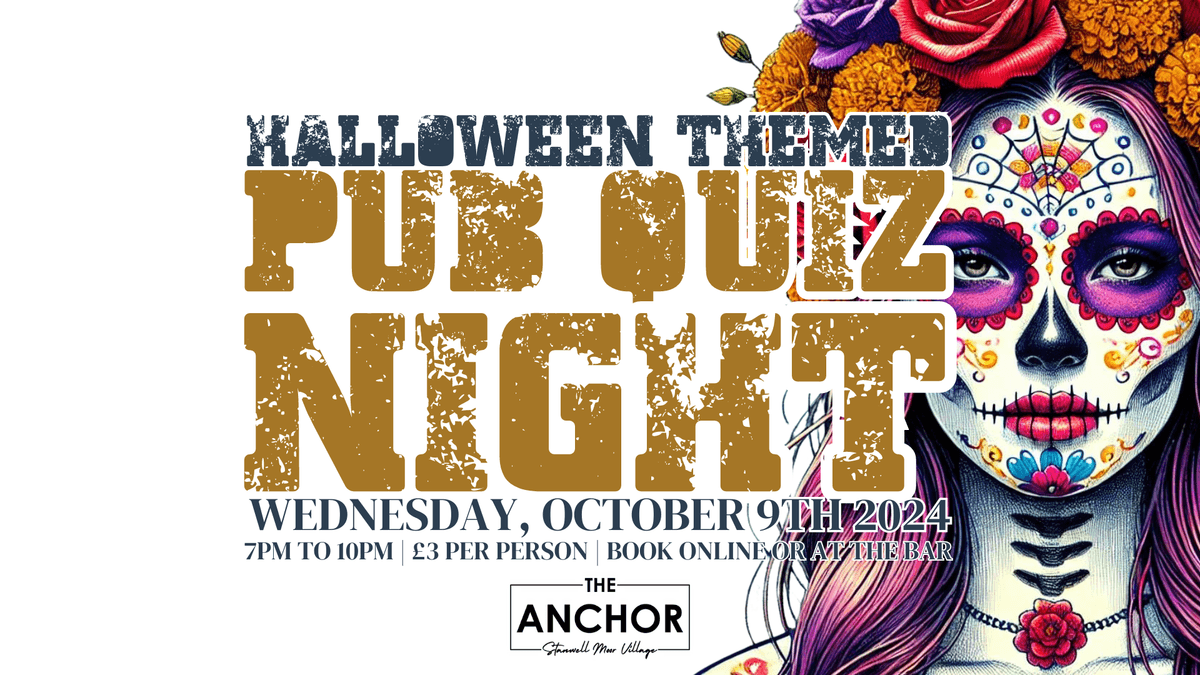 HALLOWEEN THEMED
PUB QUIZ
NIGHT
WEDNESDAY, OCTOBER 9TH 2024
7PM TO 10PM | £3 PER PERSON | BOOK ONLINE OR AT THE BAR
THE
ANCHOR
Stanwell Moor Village